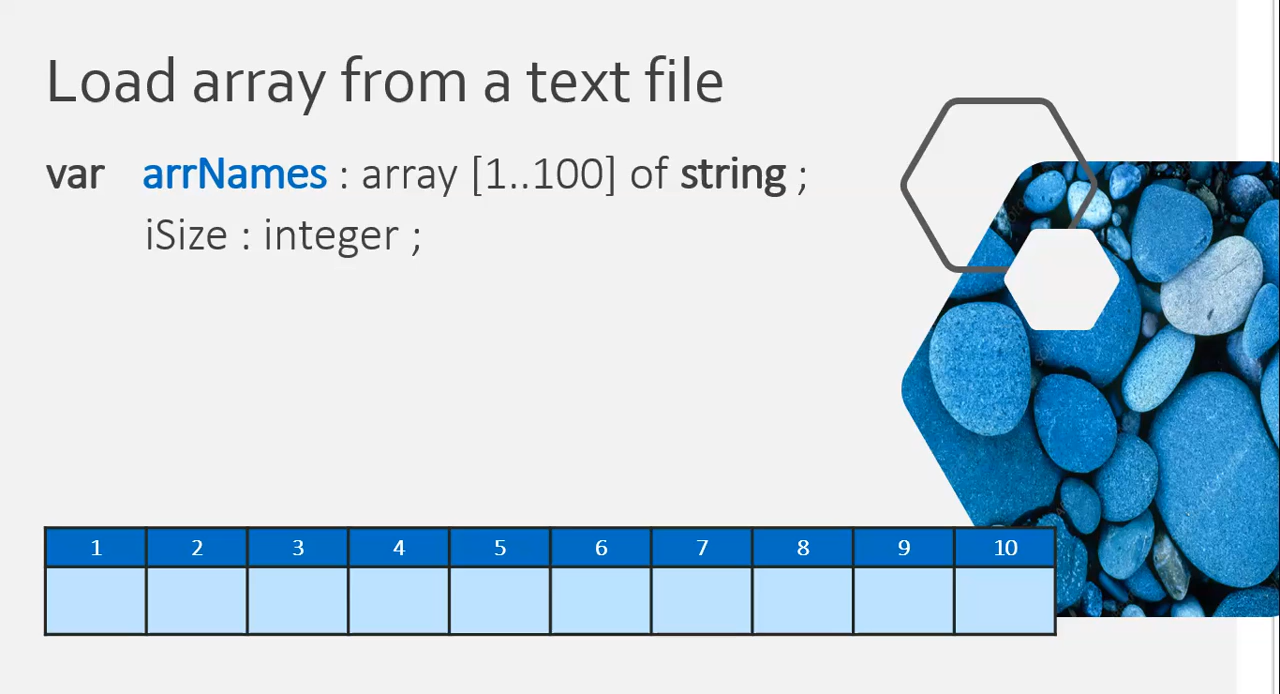 Load array from a text file
var arrNames : array [1..100] of string ;
iSize : integer ;
1 2 3 4 5 6 7 8 9 10